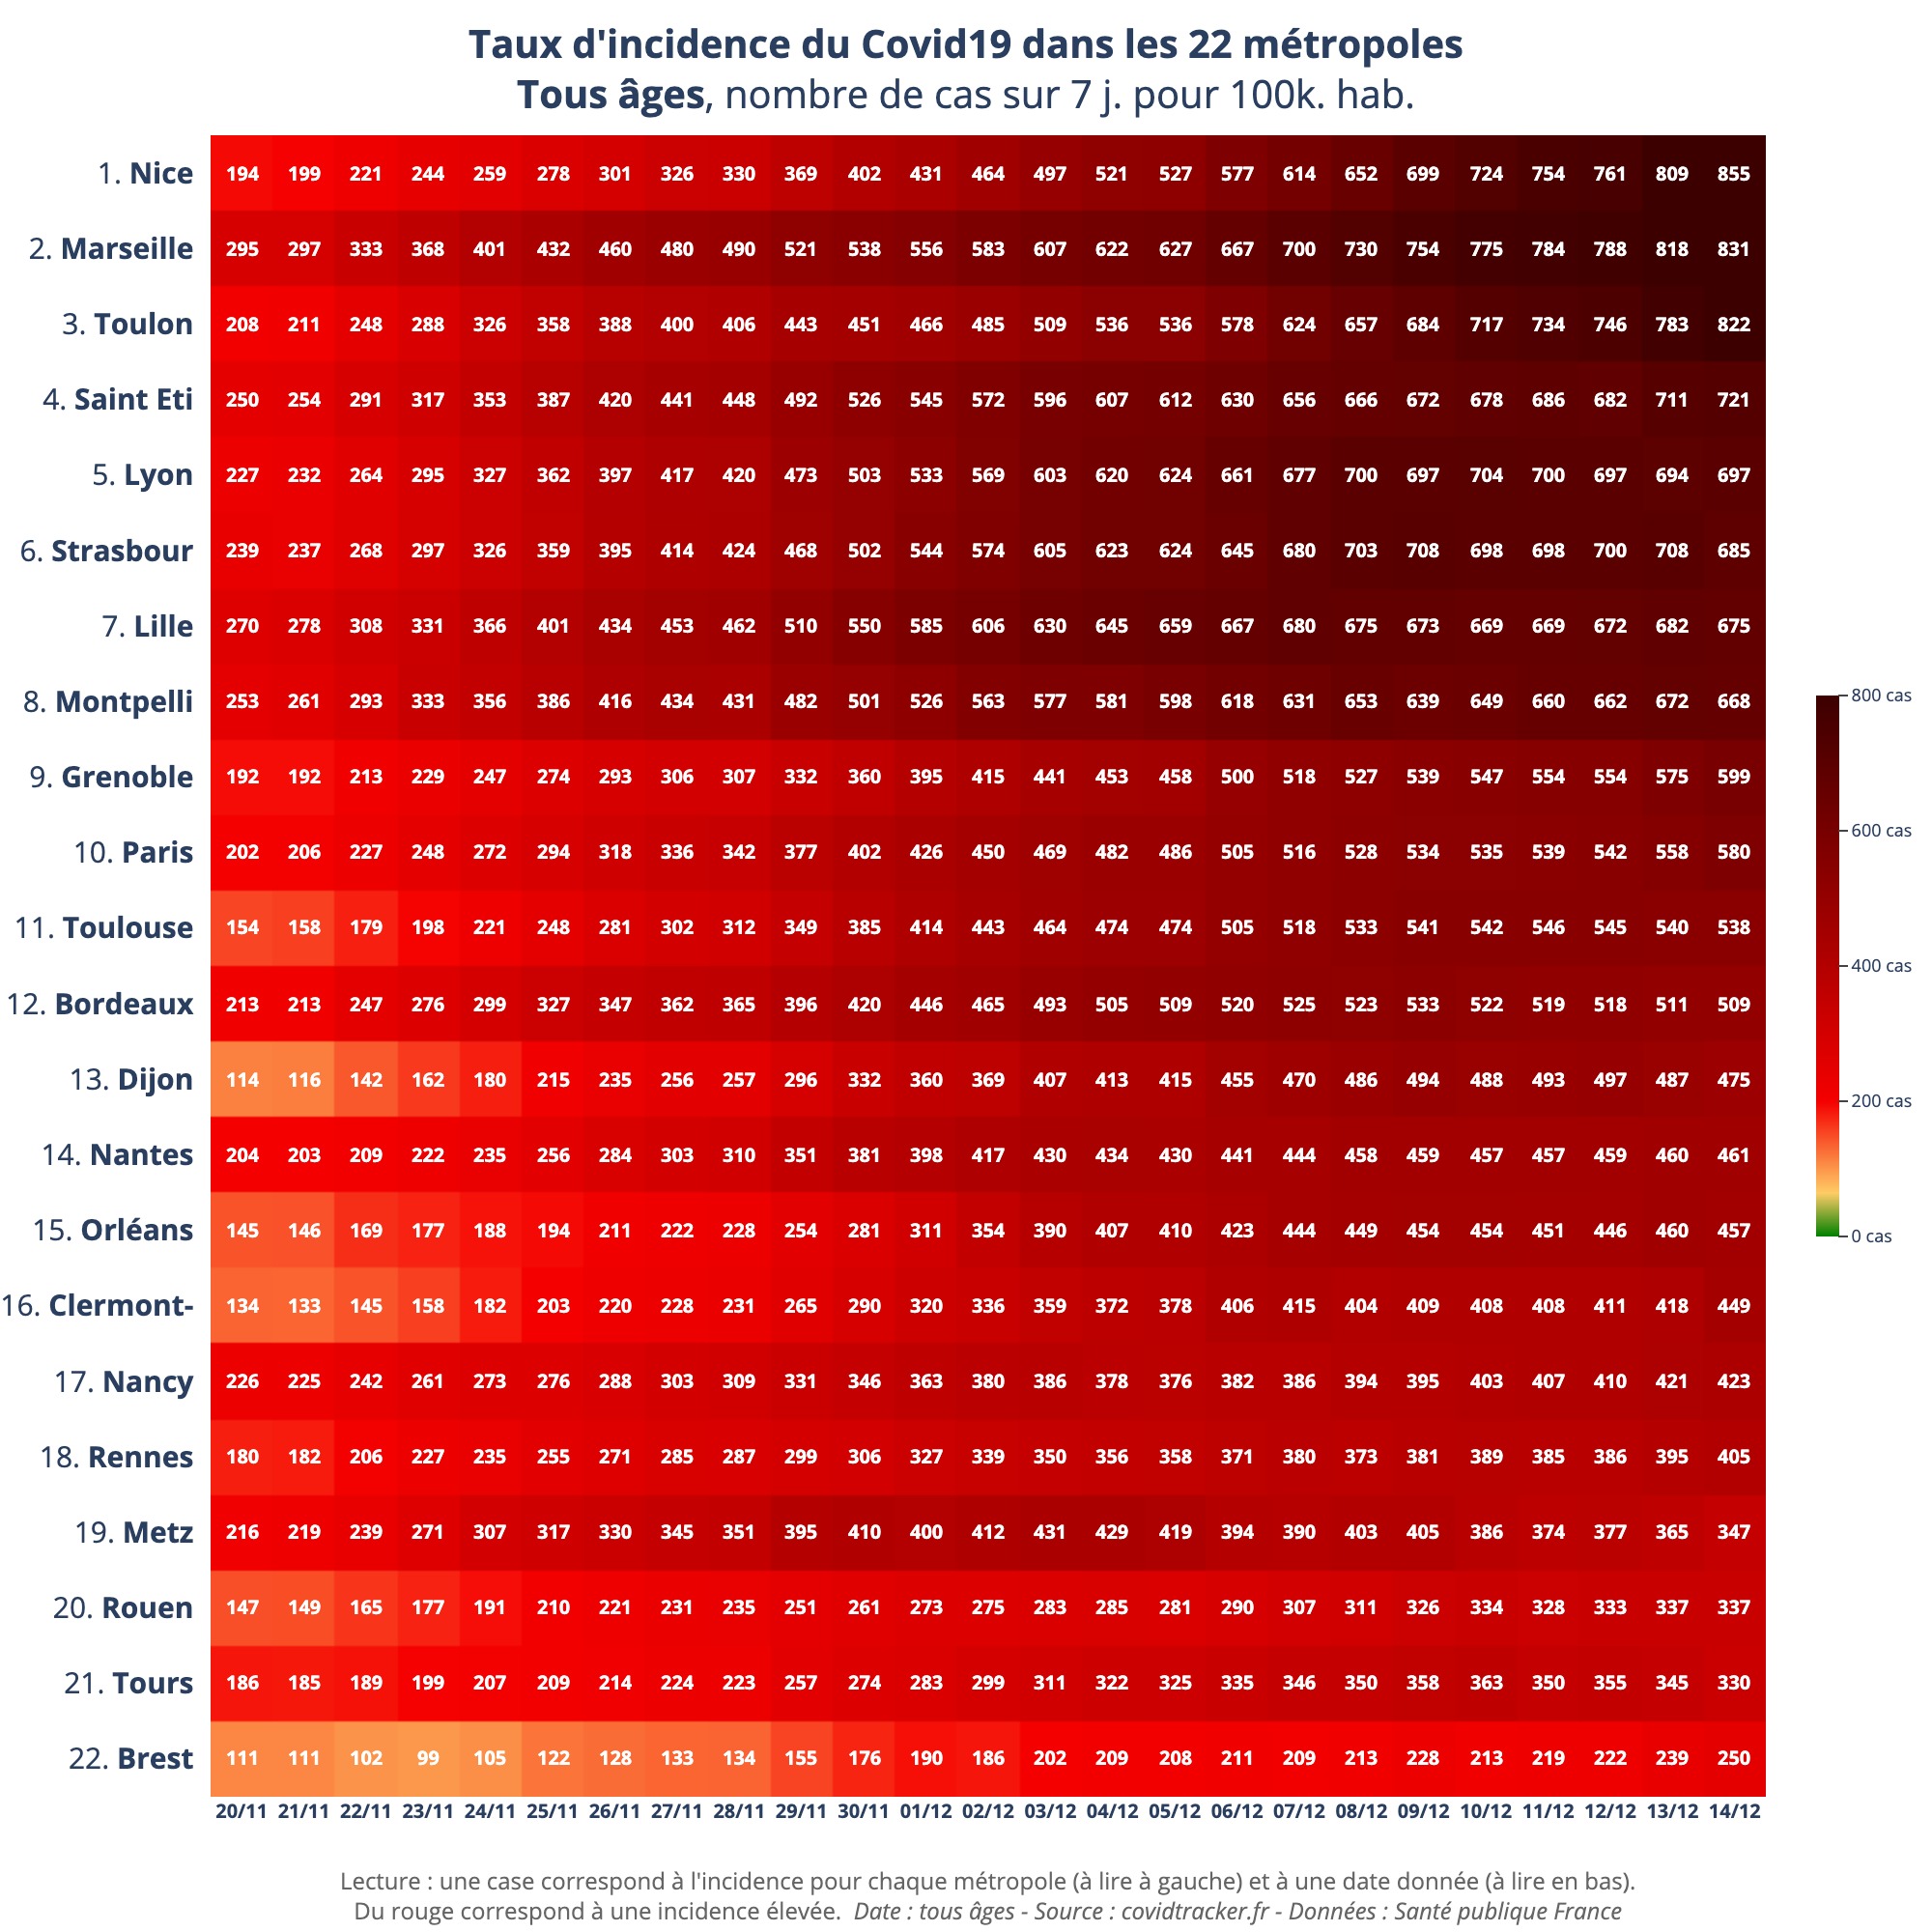 Taux d'incidence du Covid19 dans les 22 métropoles
Tous âges, nombre de cas sur 7 j. pour 100k. hab.
1. Nice 194 199 221 244 259 278 301 326 330 369 402 431 464 497 521 527 577 614 652 699 724 754 761 809 855
2. Marseille 295 297 333 368 401 432 460 480 490 521 538 556 583 607 622 627 667 700 730 754 775 784 788 818 831
3. Toulon 208 211 248 288 326 358 388 400 406 443 451 466 485 509 536 536 578 624 657 684 717 734 746 783 822
4. Saint Eti 250 254 291 317 353 387 420 441 448 492 526 545 572 596 607 612 630 656 666 672 678 686 682 711 721
5. Lyon 227 232 264 295 327 362 397 417 420 473 503 533 569 603 620 624 661 677 700 697 704 700 697 694 697
6. Strasbour 239 237 268 297 326 359 395 414 424 468 502 544 574 605 623 624 645 680 703 708 698 698 700 708 685
7. Lille 270 278 308 331 366 401 434 453 462 510 550 585 606 630 645 659 667 680 675 673 669 669 672 682 675
8. Montpelli 253 261 293 333 356 386 416 434 431 482 501 526 563 577 581 598 618 631 653 639 649 660 662 672 668
9. Grenoble 192 192 213 229 247 274 293 306 307 332 360 395 415 441 453 458 500 518 527 539 547 554 554 575 599
10. Paris 202 206 227 248 272 294 318 336 342 377 402 426 450 469 482 486 505 516 528 534 535 539 542 558 580
11. Toulouse 154 158 179 198 221 248 281 302 312 349 385 414 443 464 474 474 505 518 533 541 542 546 545 540 538
12. Bordeaux 213 213 247 276 299 327 347 362 365 396 420 446 465 493 505 509 520 525 523 533 522 519 518 511 509
13. Dijon 114 116 142 162 180 215 235 256 257 296 332 360 369 407 413 415 455 470 486 494 488 493 497 487 475
14. Nantes 204 203 209 222 235 256 284 303 310 351 381 398 417 430 434 430 441 444 458 459 457 457 459 460 461
15. Orléans 145 146 169 177 188 194 211 222 228 254 281 311 354 390 407 410 423 444 449 454 454 451 446 460 457
16. Clermont- 134 133 145 158 182 203 220 228 231 265 290 320 336 359 372 378 406 415 404 409 408 408 411 418 449
17. Nancy 226 225 242 261 273 276 288 303 309 331 346 363 380 386 378 376 382 386 394 395 403 407 410 421 423
18. Rennes 180 182 206 227 235 255 271 285 287 299 306 327 339 350 356 358 371 380 373 381 389 385 386 395 405
19. Metz 216 219 239 271 307 317 330 345 351 395 410 400 412 431 429 419 394 390 403 405 386 374 377 365 347
20. Rouen 147 149 165 177 191 210 221 231 235 251 261 273 275 283 285 281 290 307 311 326 334 328 333 337 337
21. Tours 186 185 189 199 207 209 214 224 223 257 274 283 299 311 322 325 335 346 350 358 363 350 355 345 330
22. Brest 111 111 102 99 105 122 128 133 134 155 176 190 186 202 209 208 211 209 213 228 213 219 222 239 250
20/11 21/11 22/11 23/11 24/11 25/11 26/11 27/11 28/11 29/11 30/11 01/12 02/12 03/12 04/12 05/12 06/12 07/12 08/12 09/12 10/12 11/12 12/12 13/12 14/12
800 cas
600 cas
400 cas
200 cas
0 cas
Lecture : une case correspond à l'incidence pour chaque métropole (à lire à gauche) et à une date donnée (à lire en bas).
Du rouge correspond à une incidence élevée. Date : tous âges - Source : covidtracker.fr - Données : Santé publique France